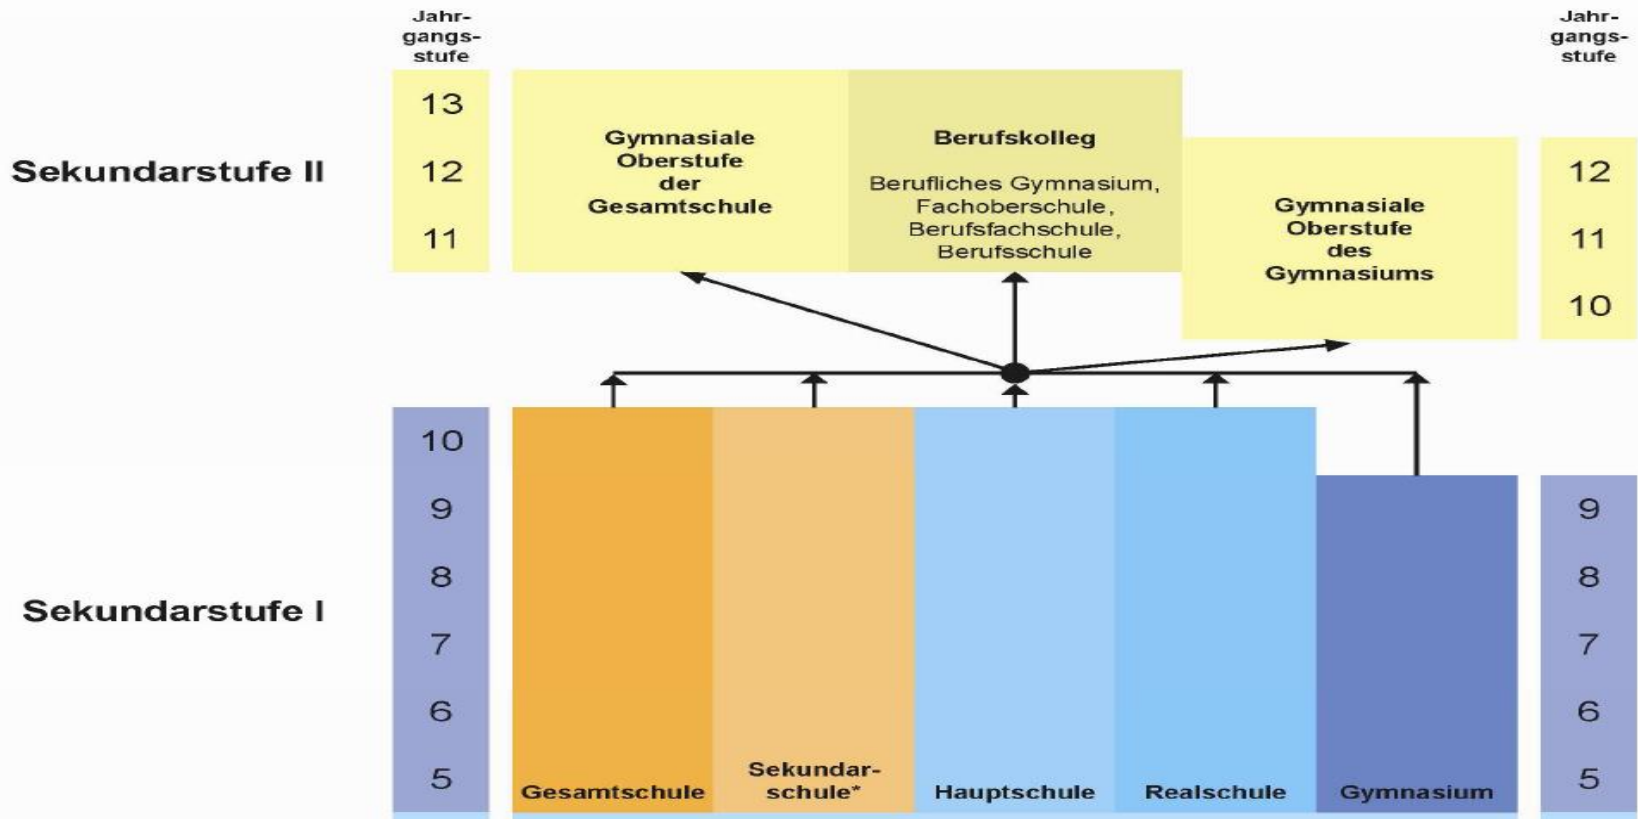 Jahr-
gangs-
stufe
Jahr-
gangs-
stufe
Sekundarstufe II
13
12
11
Gymnasiale
Oberstufe
der
Gesamtschule
Berufskolleg
Berufliches Gymnasium,
Fachoberschule,
Berufsfachschule,
Berufsschule
Gymnasiale
Oberstufe
des
Gymnasiums
12
11
10
Sekundarstufe I
10
9
8
7
6
5
Gesamtschule
Sekundar-
schule*
Hauptschule
Realschule
Gymnasium
9
8
7
6
5